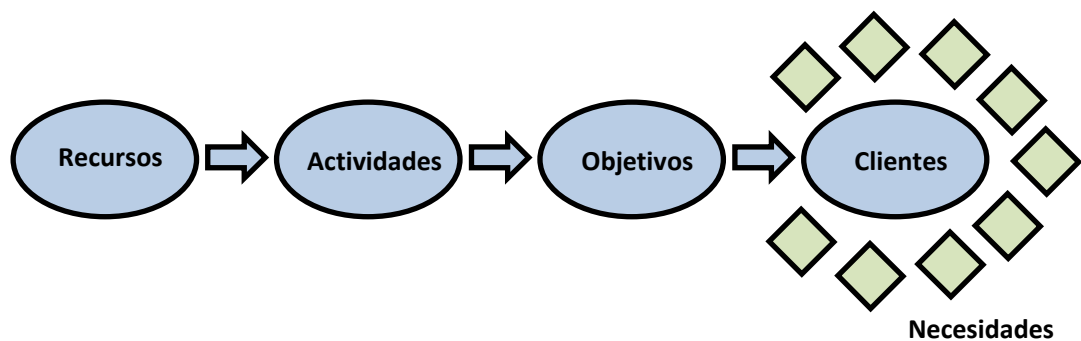 Recursos
Actividades
Objetivos
Clientes
Necesidades